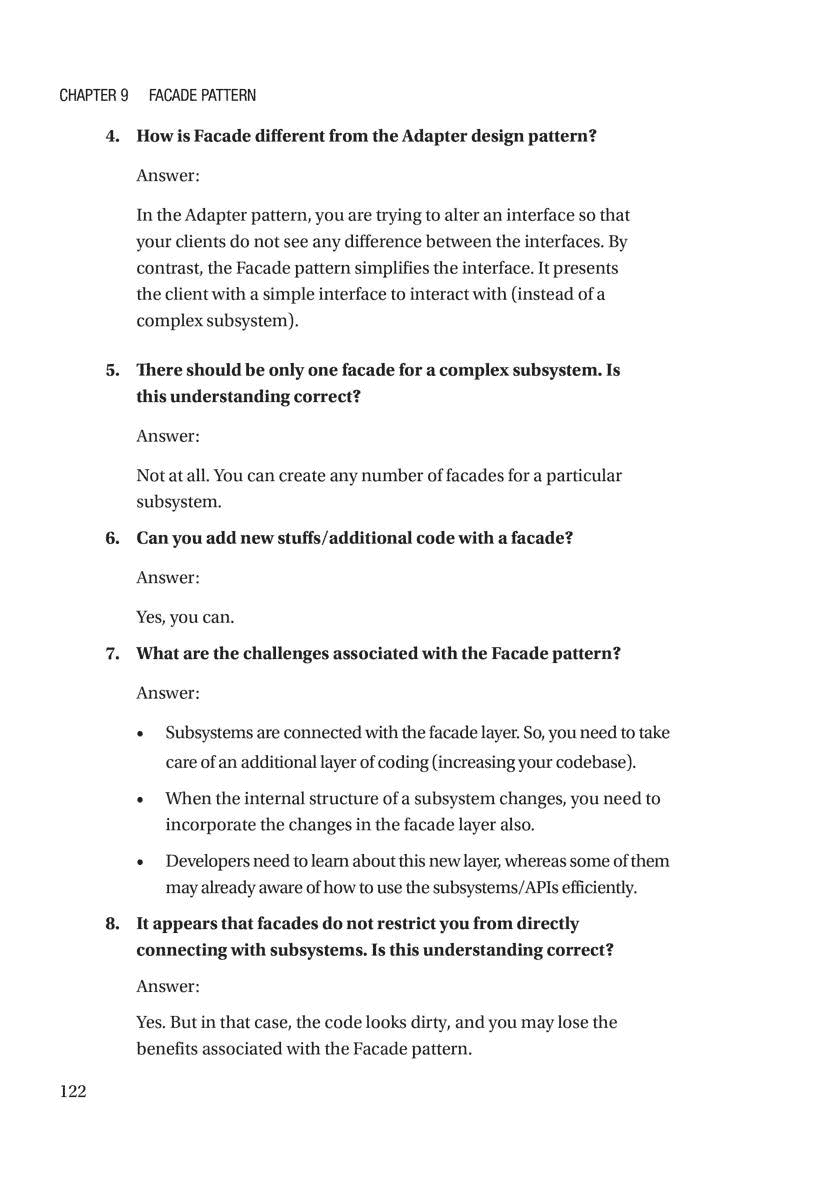 CHAPTER 9 FACADE PATTERN
4. How is Facade different from the Adapter design pattern?
Answer:
In the Adapter pattern, you are trying to alter an interface so that
your clients do not see any difference between the interfaces. By
contrast, the Facade pattern simplifies the interface. It presents
the client with a simple interface to interact with (instead of a
complex subsystem).
5. There should be only one facade for a complex subsystem. Is
this understanding correct?
Answer:
Not at all. You can create any number of facades for a particular
subsystem.
6. Can you add new stuffs/additional code with a facade?
Answer:
Yes, you can.
7. What are the challenges associated with the Facade pattern?
Answer:
• Subsystems are connected with the facade layer. So, you need to take
care of an additional layer of coding (increasing your codebase).
• When the internal structure of a subsystem changes, you need to
incorporate the changes in the facade layer also.
• Developers need to learn about this new layer, whereas some of them
may already aware of how to use the subsystems/APIs efficiently.
8. It appears that facades do not restrict you from directly
connecting with subsystems. Is this understanding correct?
Answer:
Yes. But in that case, the code looks dirty, and you may lose the
benefits associated with the Facade pattern.
122